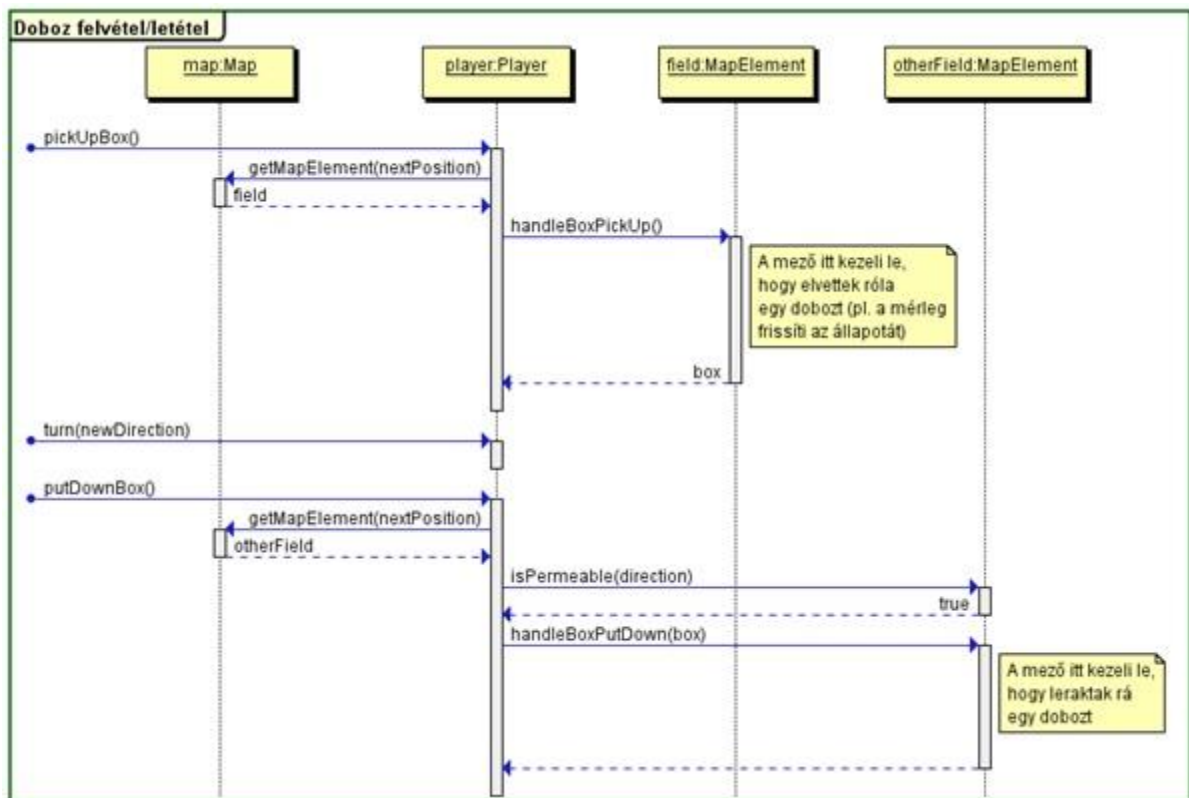 Doboz felvétel/letétel
map:Map
player:Player
field:MapElement
otherField:MapElement
pickUpBox()
getMapElement(nextPosition)
field
handleBoxPickUp()
A mező itt kezeli le,
hogy elvettek róla
egy dobozt (pl. a mérleg
frissíti az állapotát)
box
turn(newDirection)
putDownBox()
getMapElement(nextPosition)
otherField
isPermeable(direction)
true
handleBoxPutDown(box)
A mező itt kezeli le,
hogy leraktak rá
egy dobozt